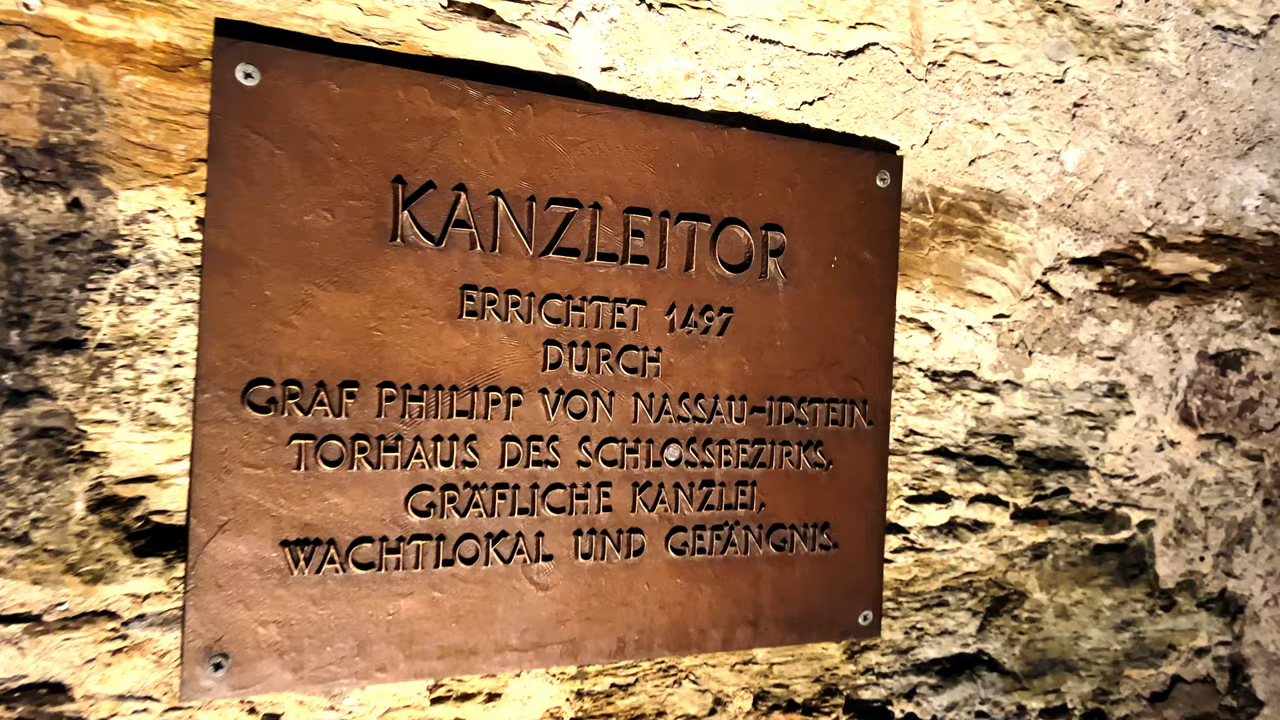 KANZLEITOR
ERRICHTET 1497
DURCH
GRAF PHILIPP VON NASSAU-IDSTEIN.
TORHAUS DES SCHLOSSBEZIRKS,
GRÄFLICHE KANZLEI,
WACHTLOKAL UND GEFÄNGNIS.